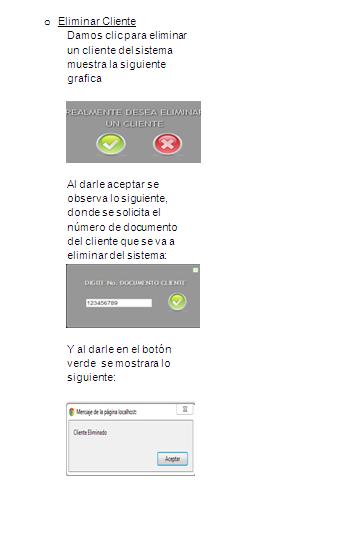 o Eliminar Cliente
Damos clic para eliminar
un cliente del sistema
muestra la siguiente
grafica
REALMENTE DESEA ELIMINAR
UN CLIENTE
Al darle aceptar se
observa lo siguiente,
donde se solicita el
número de documento
del cliente que se va a
eliminar del sistema:
DIGITE No. DOCUMENTO CLIENTE
123456789
Y al darle en el botón
verde se mostrara lo
siguiente:
Mensaje de la página localhost:
Cliente Eliminado
Aceptar